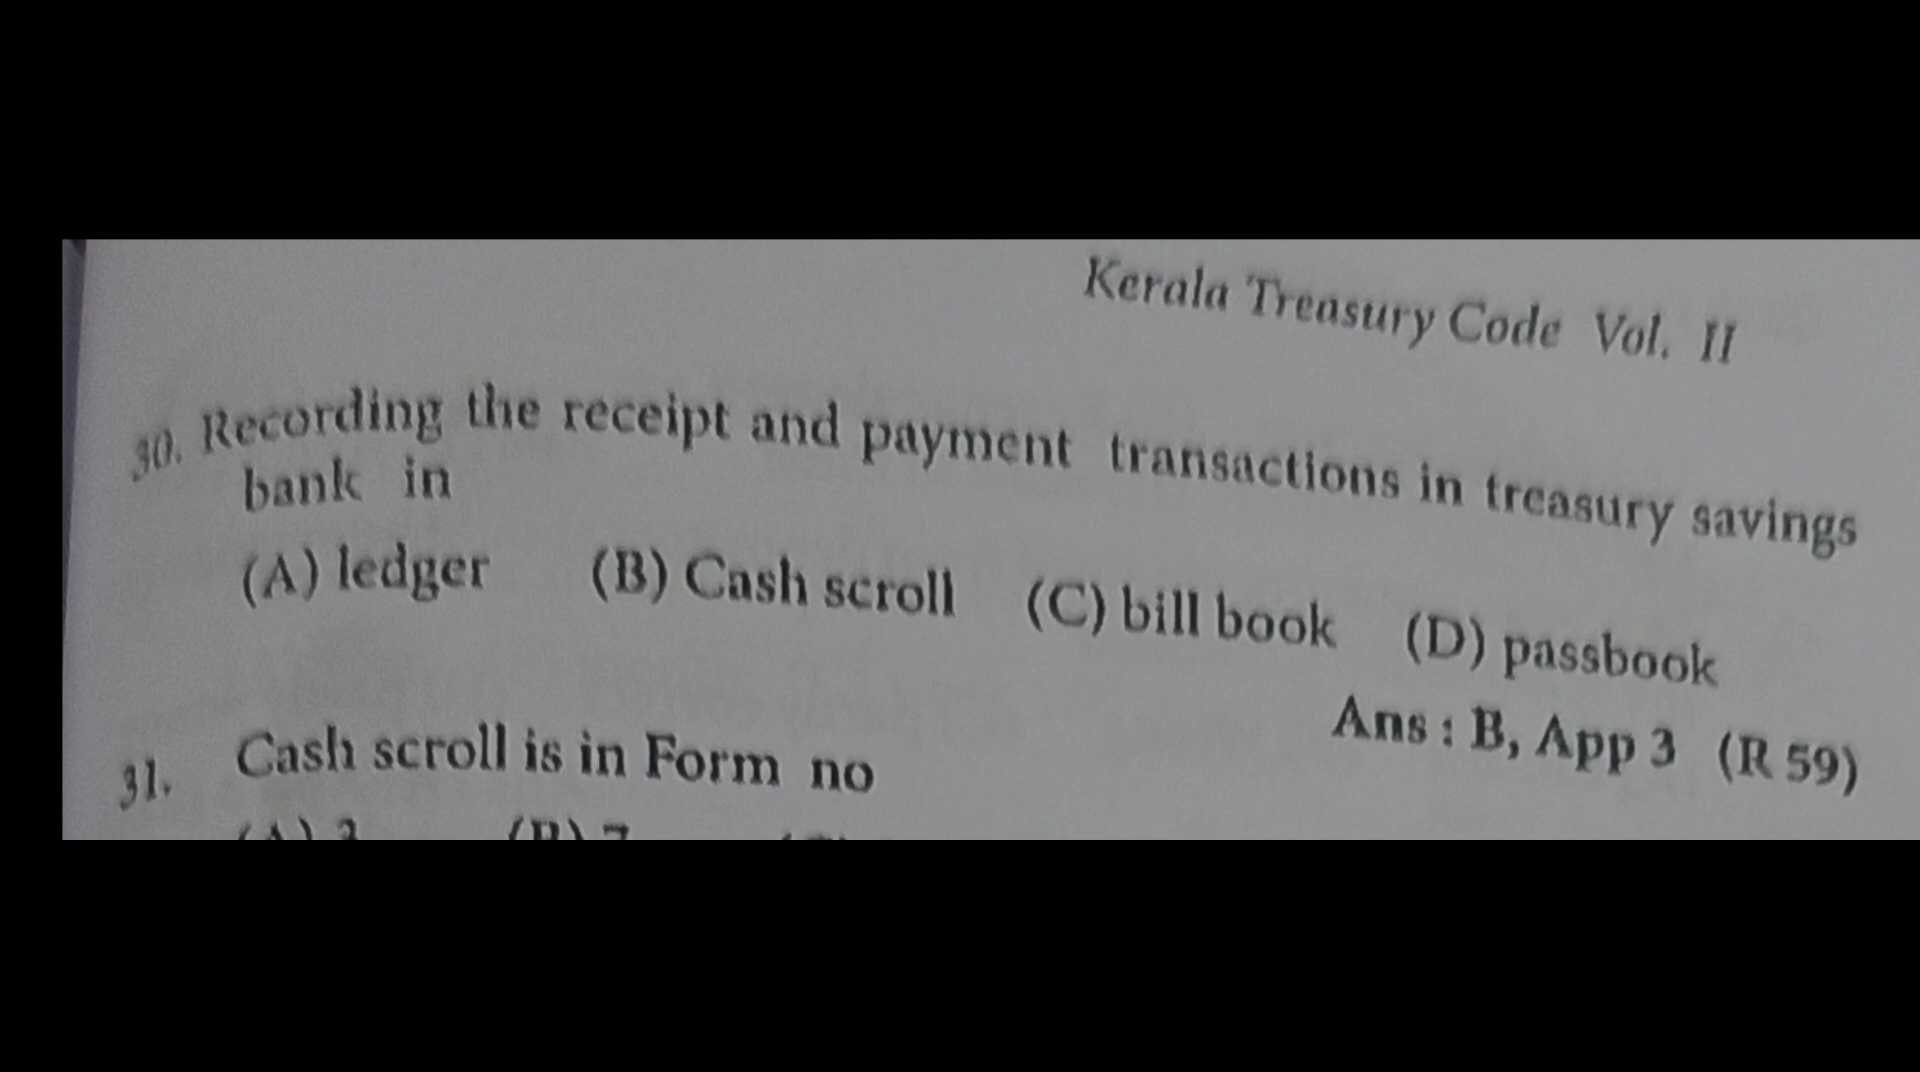 Kerala Treasury Code Vol. II
30. Recording the receipt and payment transactions in treasury savings
bank in
(A) ledger (B) Cash scroll (C) bill book (D) passbook
Ans : B, App 3 (R 59)
31. Cash scroll is in Form no